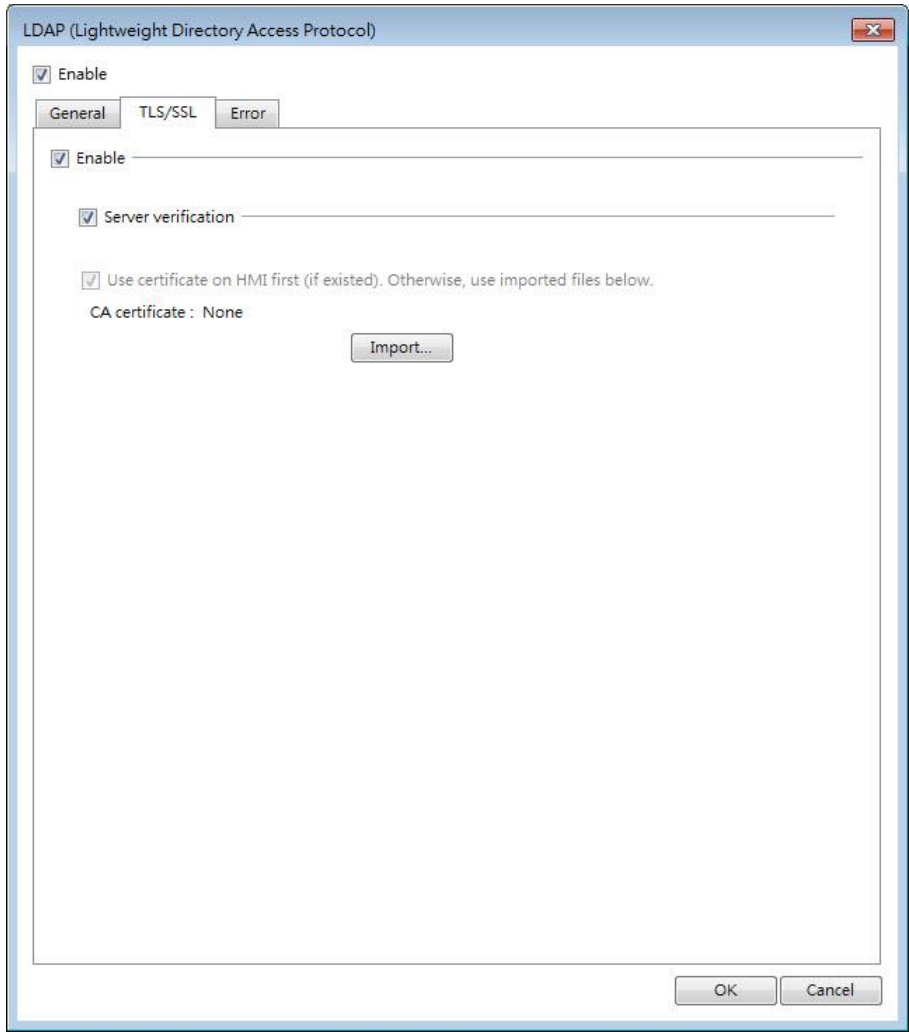 LDAP (Lightweight Directory Access Protocol)
Enable
General TLS/SSL Error
Enable
Server verification
Use certificate on HMI first (if existed). Otherwise, use imported files below.
CA certificate : None
Import...
OK Cancel